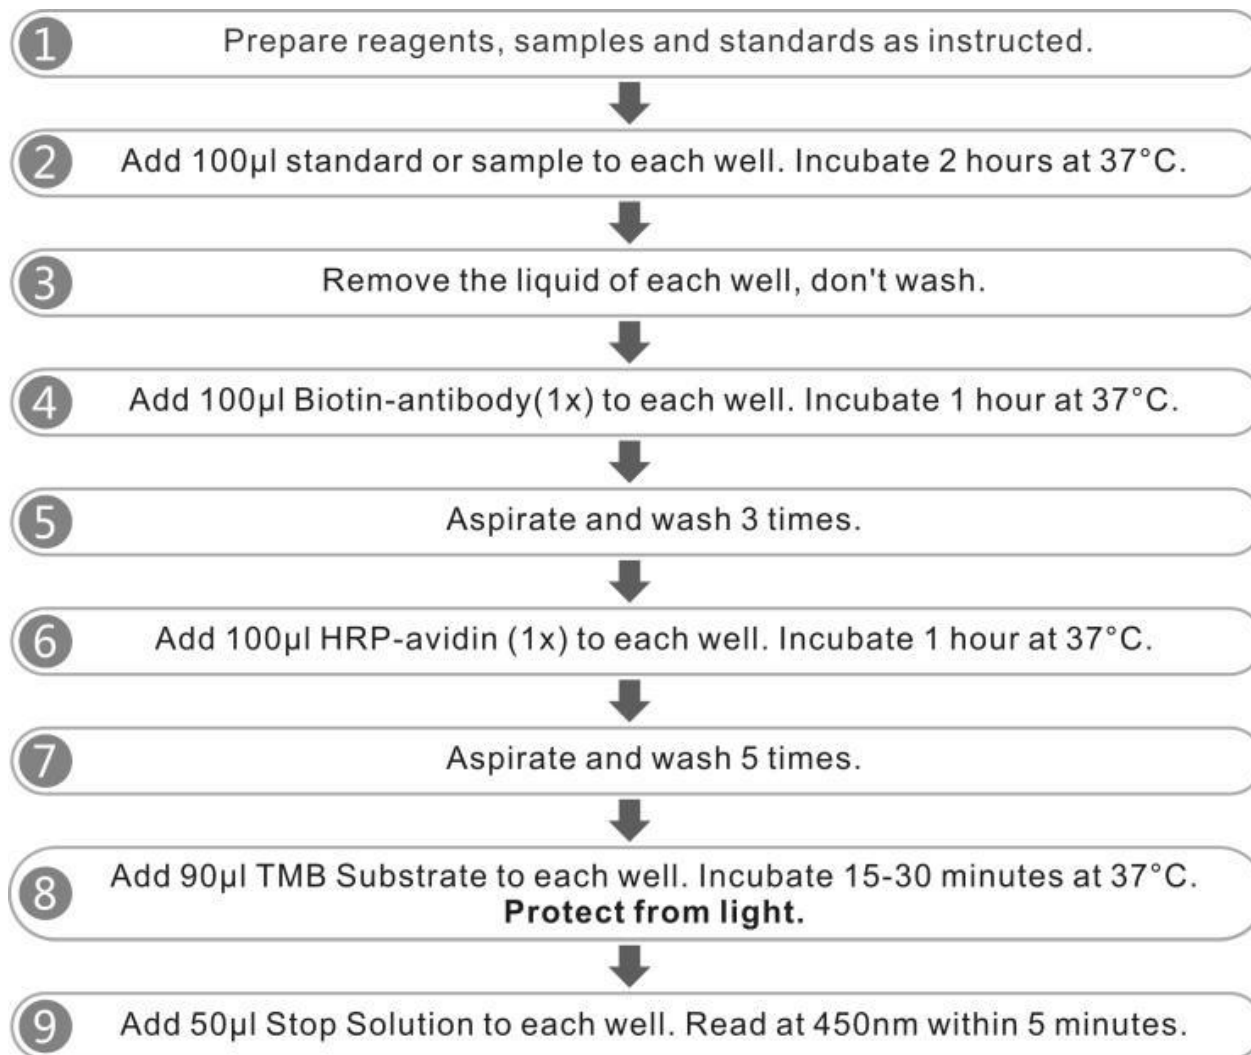 1 Prepare reagents, samples and standards as instructed.
2 Add 100µl standard or sample to each well. Incubate 2 hours at 37°C.
3 Remove the liquid of each well, don't wash.
4 Add 100µl Biotin-antibody(1x) to each well. Incubate 1 hour at 37°C.
5 Aspirate and wash 3 times.
6 Add 100µl HRP-avidin (1x) to each well. Incubate 1 hour at 37°C.
7 Aspirate and wash 5 times.
8 Add 90µl TMB Substrate to each well. Incubate 15-30 minutes at 37°C.
Protect from light.
9 Add 50µl Stop Solution to each well. Read at 450nm within 5 minutes.